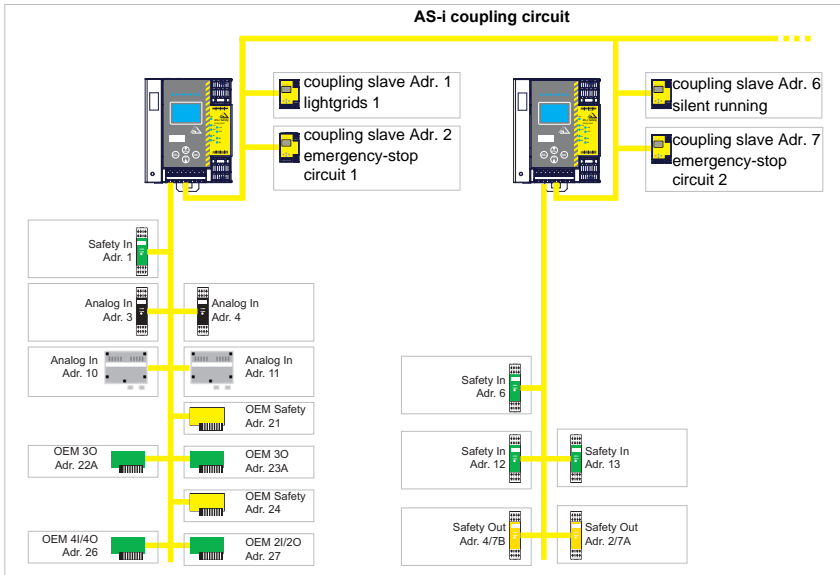 AS-i coupling circuit
coupling slave Adr. 1
lightgrids 1
coupling slave Adr. 2
emergency-stop
circuit 1
coupling slave Adr. 6
silent running
coupling slave Adr. 7
emergency-stop
circuit 2
Safety In
Adr. 1
Analog In
Adr. 3
Analog In
Adr. 4
Analog In
Adr. 10
Analog In
Adr. 11
OEM Safety
Adr. 21
OEM 3O
Adr. 22A
OEM 3O
Adr. 23A
OEM Safety
Adr. 24
OEM 4I/4O
Adr. 26
OEM 2I/2O
Adr. 27
Safety In
Adr. 6
Safety In
Adr. 12
Safety In
Adr. 13
Safety Out
Adr. 4/7B
Safety Out
Adr. 2/7A